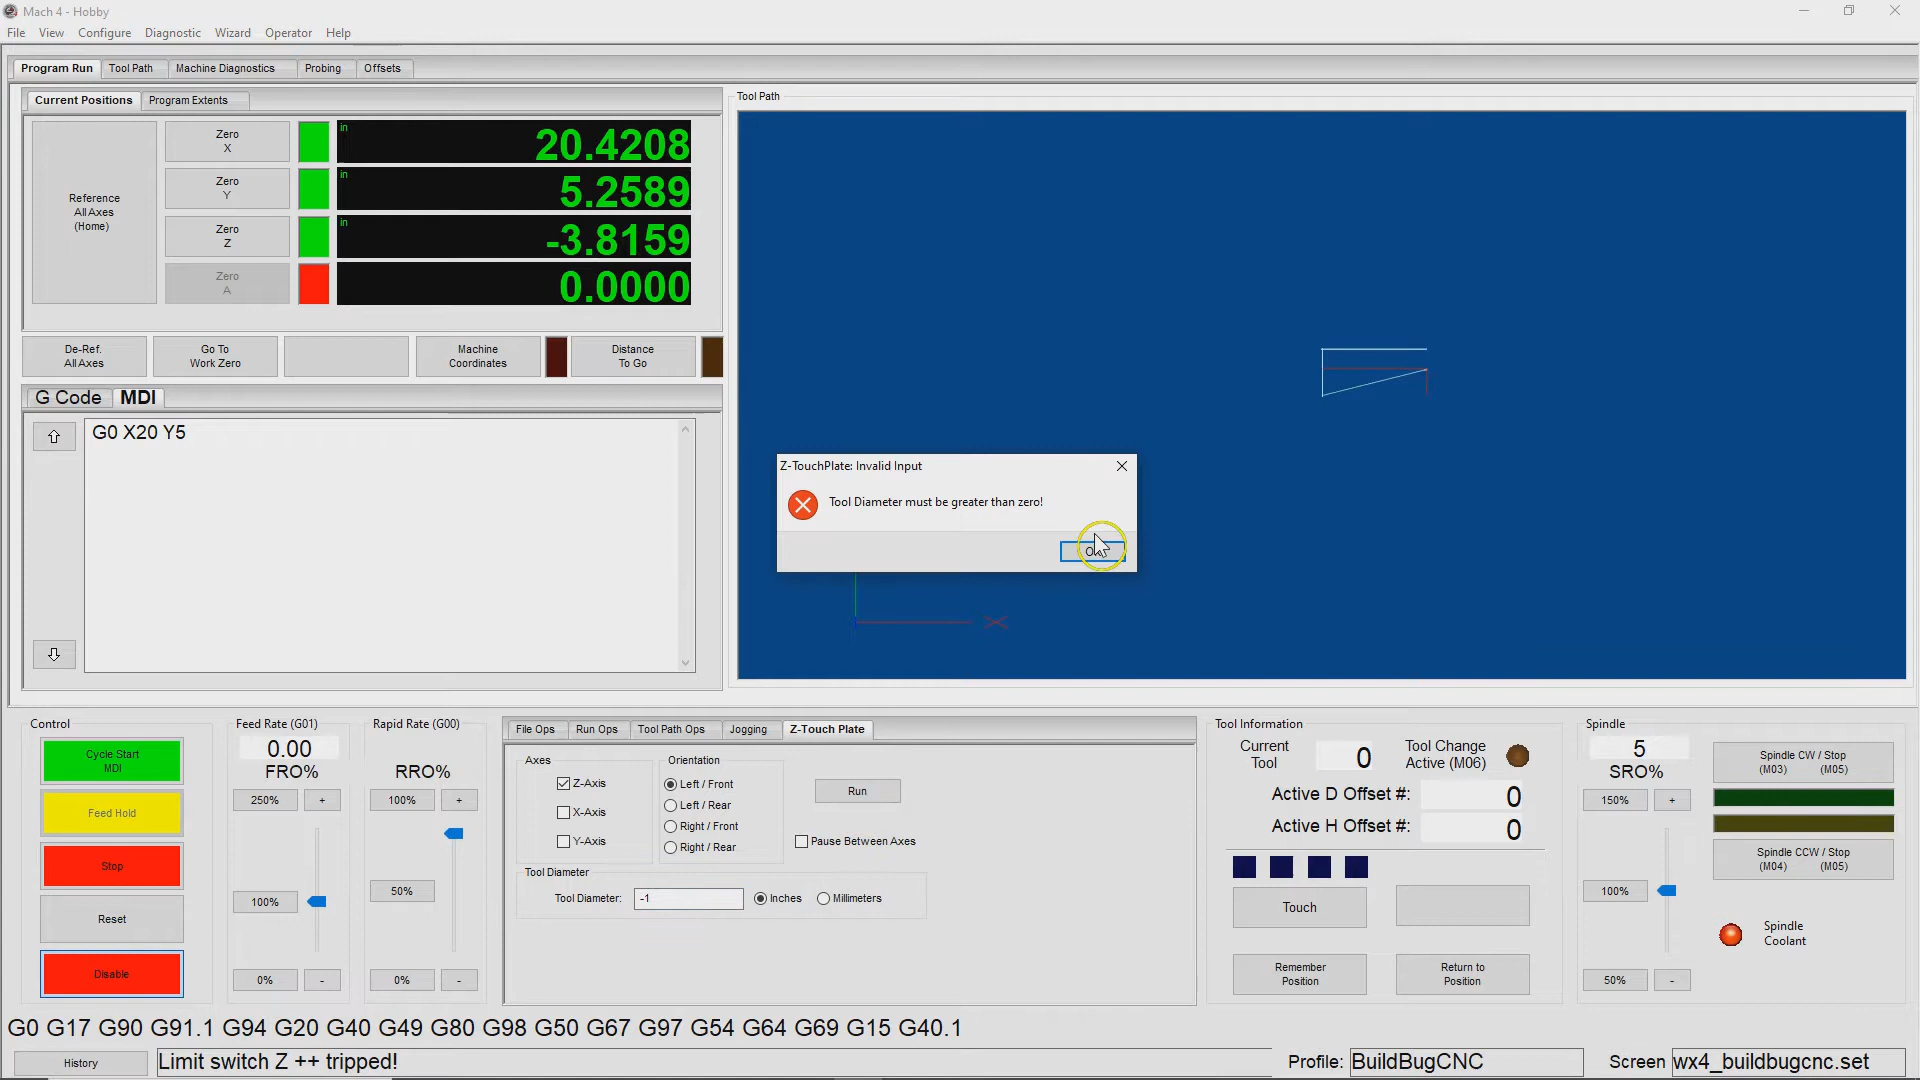 Mach 4 - Hobby
File View Configure Diagnostic Wizard Operator Help
Program Run Tool Path Machine Diagnostics Probing Offsets
Current Positions Program Extents
Tool Path
Reference
All Axes
(Home)
Zero
X
in
20.4208
Zero
Y
in
5.2589
Zero
Z
in
-3.8159
Zero
A
0.0000
De-Ref.
All Axes
Go To
Work Zero
Machine
Coordinates
Distance
To Go
G Code MDI
G0 X20 Y5
Z-TouchPlate: Invalid Input
Tool Diameter must be greater than zero!
Control
Cycle Start
MDI
Feed Hold
Stop
Reset
Disable
Feed Rate (G01)
0.00
FRO%
250% +
100%
0% -
Rapid Rate (G00)
RRO%
100% +
50%
0% -
File Ops Run Ops Tool Path Ops Jogging Z-Touch Plate
Axes
Z-Axis
X-Axis
Y-Axis
Orientation
Left / Front
Left / Rear
Right / Front
Right / Rear
Run
Pause Between Axes
Tool Diameter
Tool Diameter: -1 Inches Millimeters
Tool Information
Current
Tool
0
Tool Change
Active (M06)
Active D Offset #: 0
Active H Offset #: 0
Touch
Remember
Position
Return to
Position
Spindle
5
SRO%
150% +
100%
50% -
Spindle CW / Stop
(M03) (M05)
Spindle CCW / Stop
(M04) (M05)
Spindle
Coolant
G0 G17 G90 G91.1 G94 G20 G40 G49 G80 G98 G50 G67 G97 G54 G64 G69 G15 G40.1
History Limit switch Z ++ tripped! Profile: BuildBugCNC Screen wx4_buildbugcnc.set